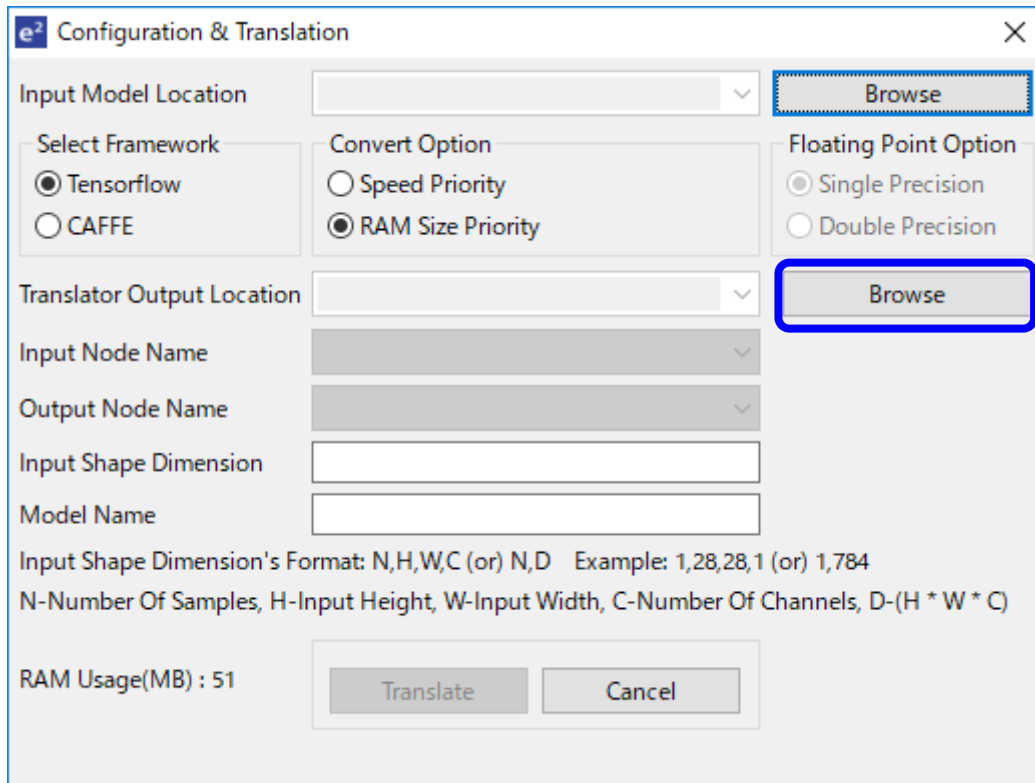 e² Configuration & Translation
Input Model Location Browse
Select Framework Convert Option Floating Point Option
Tensorflow Speed Priority Single Precision
CAFFE RAM Size Priority Double Precision
Translator Output Location Browse
Input Node Name
Output Node Name
Input Shape Dimension
Model Name
Input Shape Dimension's Format: N,H,W,C (or) N,D Example: 1,28,28,1 (or) 1,784
N-Number Of Samples, H-Input Height, W-Input Width, C-Number Of Channels, D-(H * W * C)
RAM Usage(MB) : 51 Translate Cancel